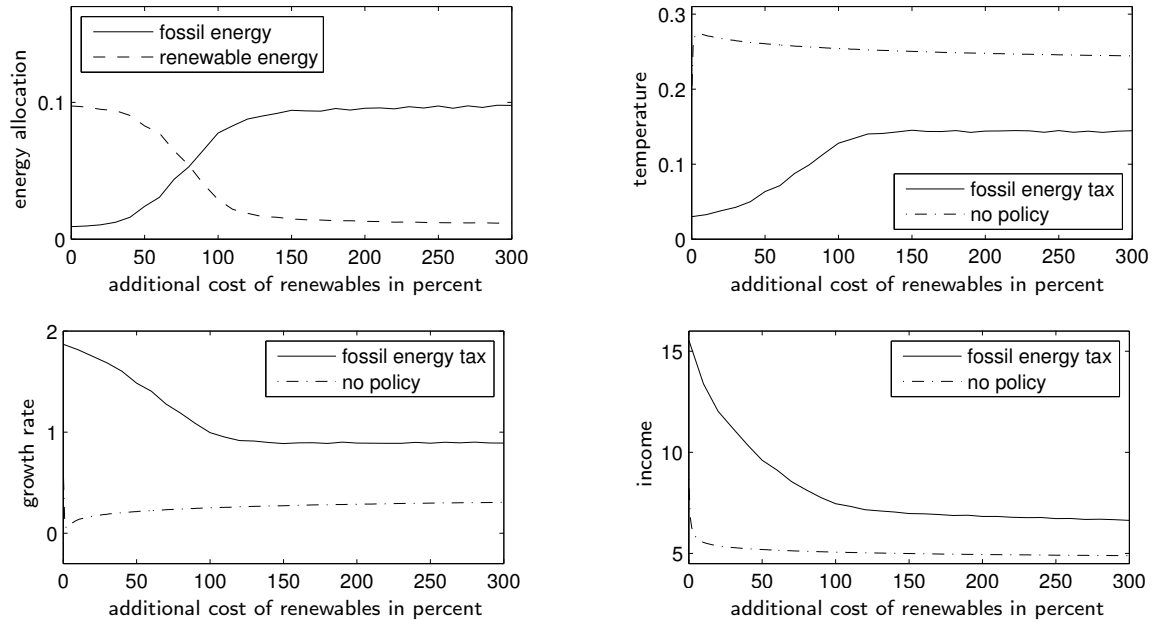 energy allocation
0.1
0
fossil energy
renewable energy
0 50 100 150 200 250 300
additional cost of renewables in percent
temperature
0.3
0.2
0.1
0
fossil energy tax
no policy
0 50 100 150 200 250 300
additional cost of renewables in percent
growth rate
2
1
0
fossil energy tax
no policy
0 50 100 150 200 250 300
additional cost of renewables in percent
income
15
10
5
fossil energy tax
no policy
0 50 100 150 200 250 300
additional cost of renewables in percent